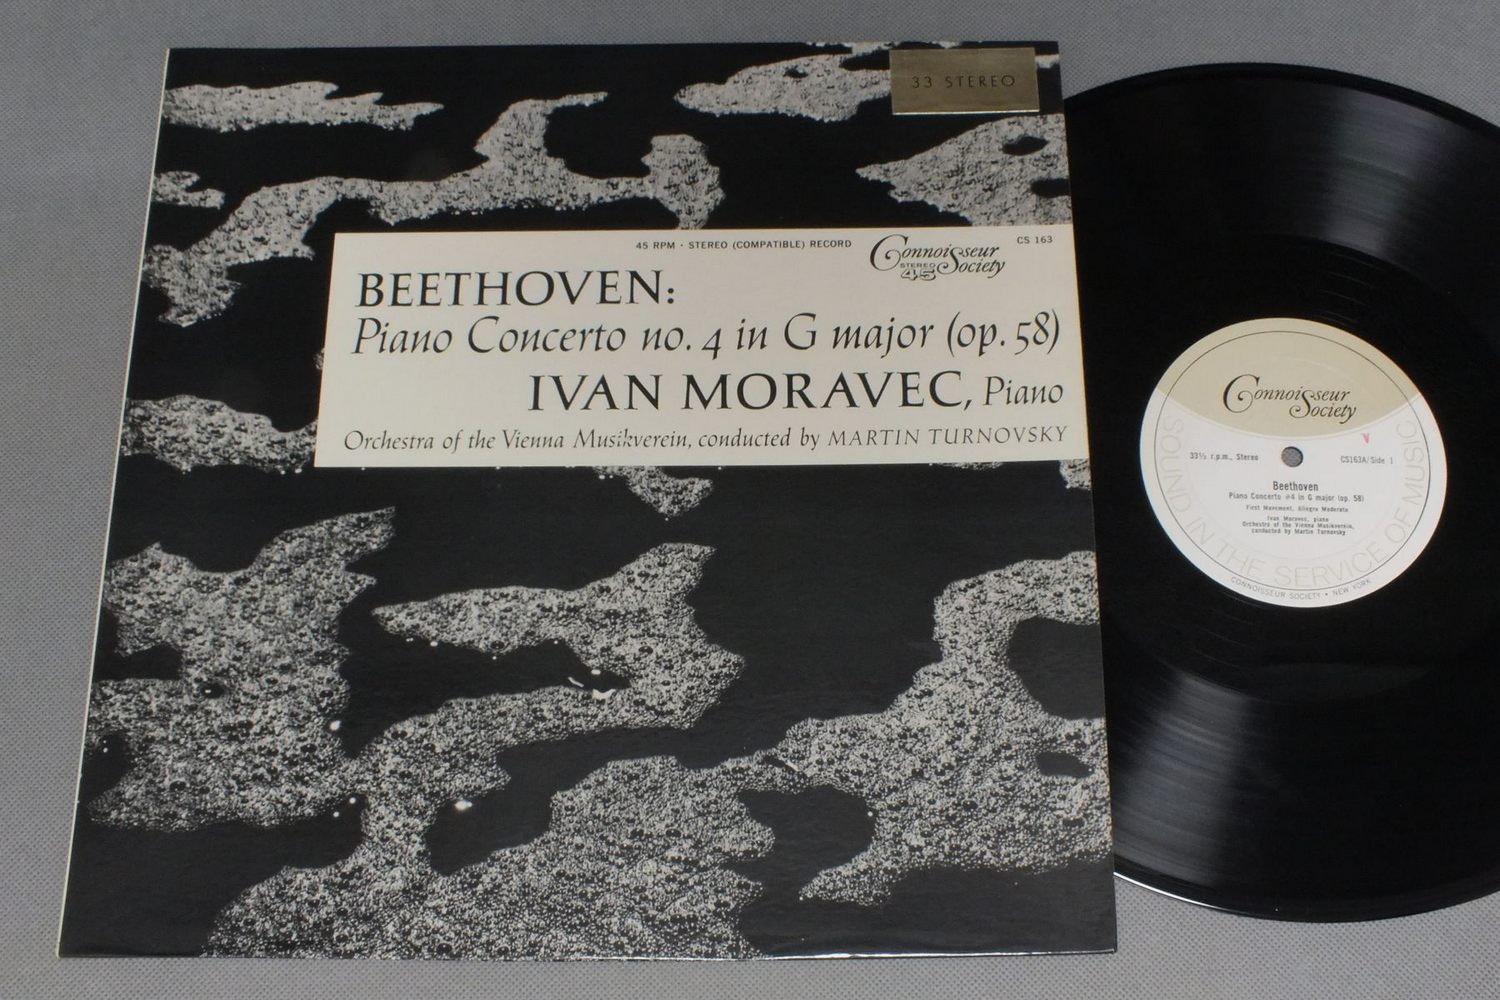 33 STEREO
45 RPM · STEREO (COMPATIBLE) RECORD
Connoisseur
Society
STEREO
45
CS 163
BEETHOVEN:
Piano Concerto no. 4 in G major (op. 58)
IVAN MORAVEC, Piano
Orchestra of the Vienna Musikverein, conducted by MARTIN TURNOVSKY
Connoisseur
Society
33⅓ r.p.m., Stereo
CS163A/Side 1
Beethoven
Piano Concerto #4 in G major (op. 58)
First Movement, Allegro Moderato
Ivan Moravec, piano
Orchestra of the Vienna Musikverein,
conducted by Martin Turnovsky
SOUND IN THE SERVICE OF MUSIC
CONNOISSEUR SOCIETY • NEW YORK